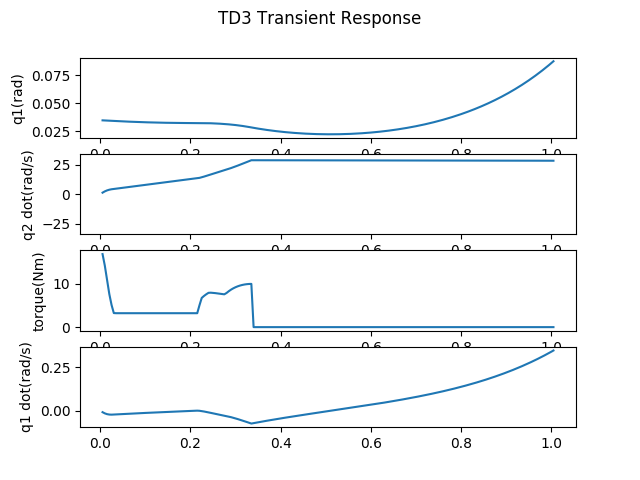 TD3 Transient Response
q1(rad)
0.075
0.050
0.025
0.0 0.2 0.4 0.6 0.8 1.0
q2 dot(rad/s)
25
0
−25
0.0 0.2 0.4 0.6 0.8 1.0
torque(Nm)
10
0
0.0 0.2 0.4 0.6 0.8 1.0
q1 dot(rad/s)
0.25
0.00
0.0 0.2 0.4 0.6 0.8 1.0